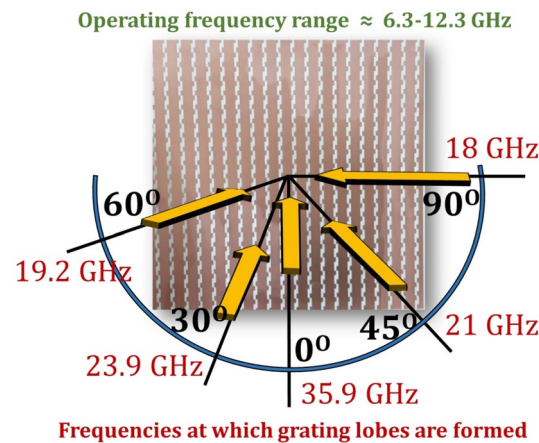 Operating frequency range ≈ 6.3-12.3 GHz
18 GHz
60⁰
90⁰
19.2 GHz
30⁰
45⁰
21 GHz
0⁰
23.9 GHz
35.9 GHz
Frequencies at which grating lobes are formed